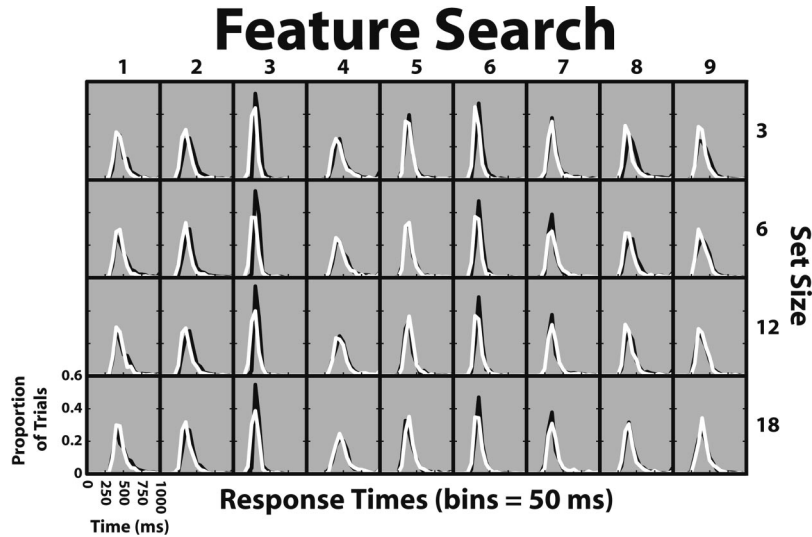 Feature Search
1 2 3 4 5 6 7 8 9
3
6
12
18
Set Size
0.6
0.4
0.2
0
Proportion
of Trials
0 250 500 750 1000
Time (ms)
Response Times (bins = 50 ms)